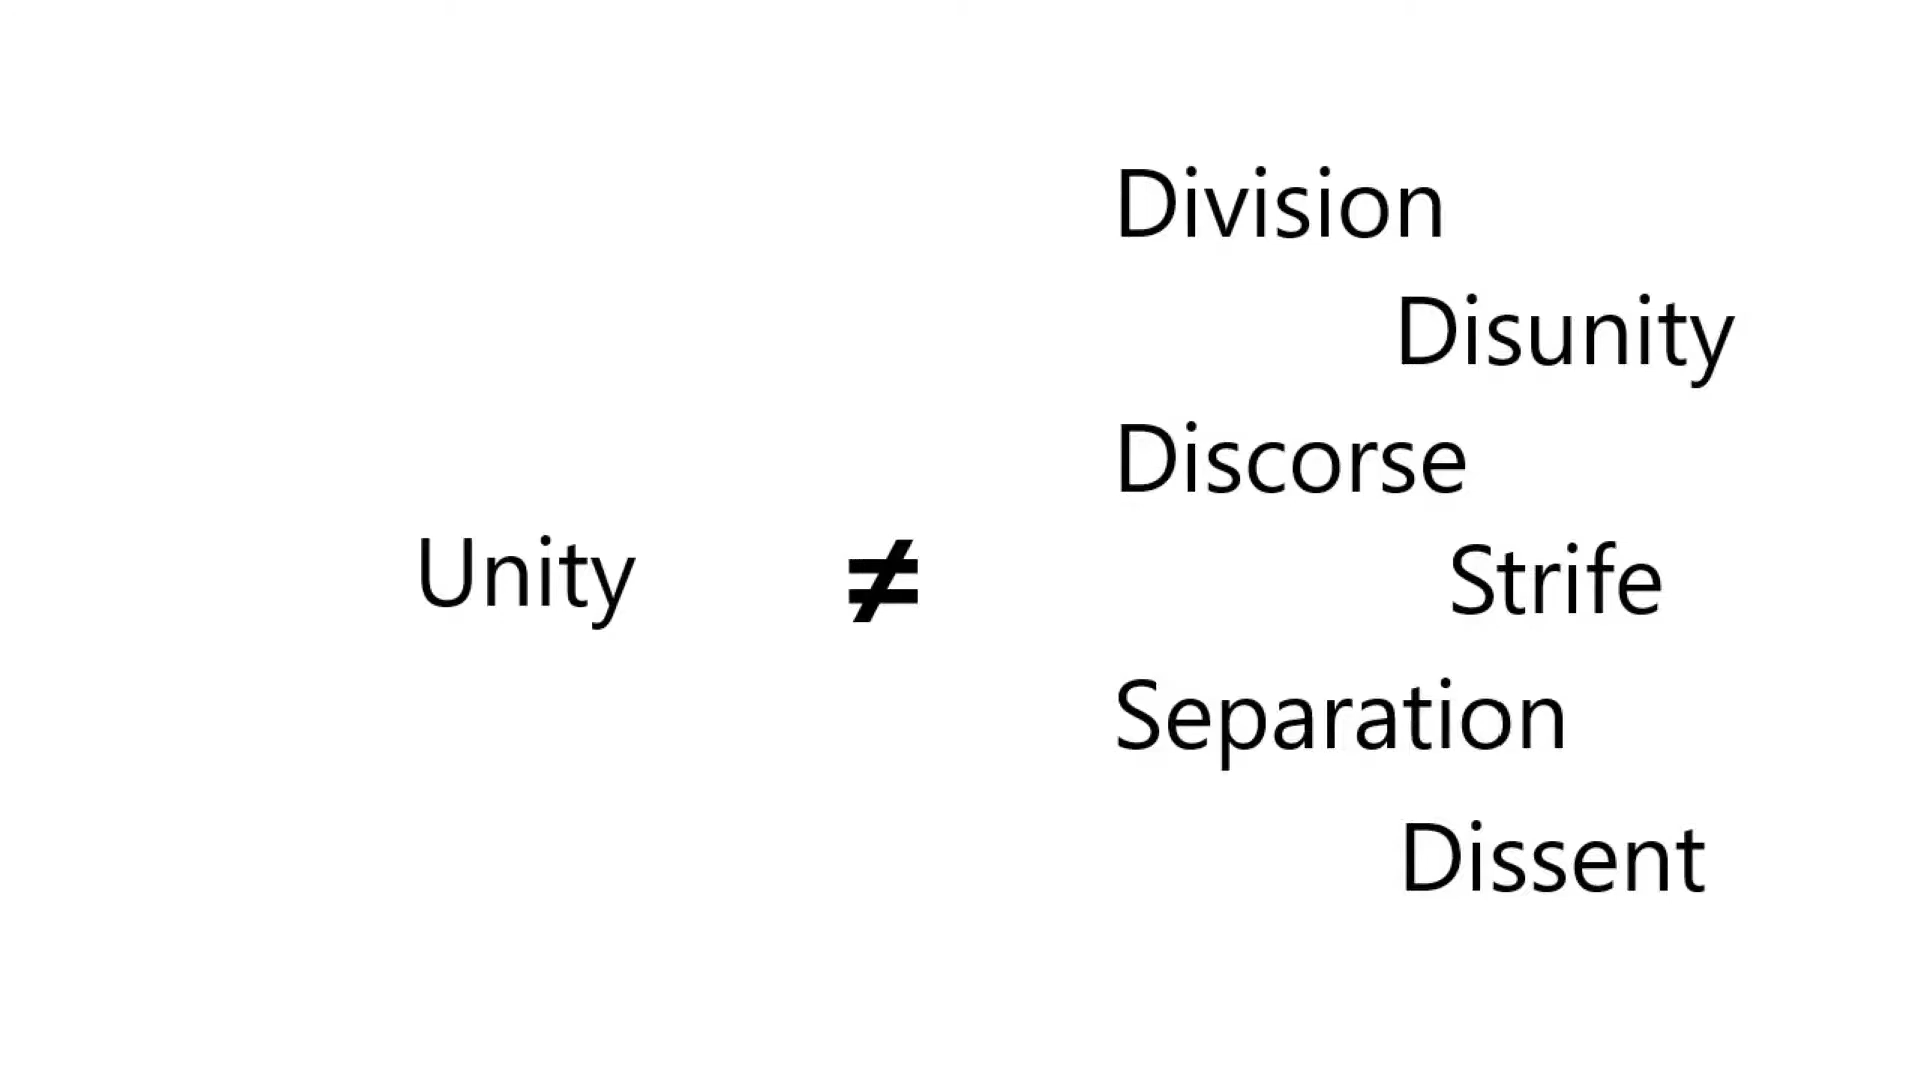 Division
Disunity
Discorse
Unity ≠
Strife
Separation
Dissent